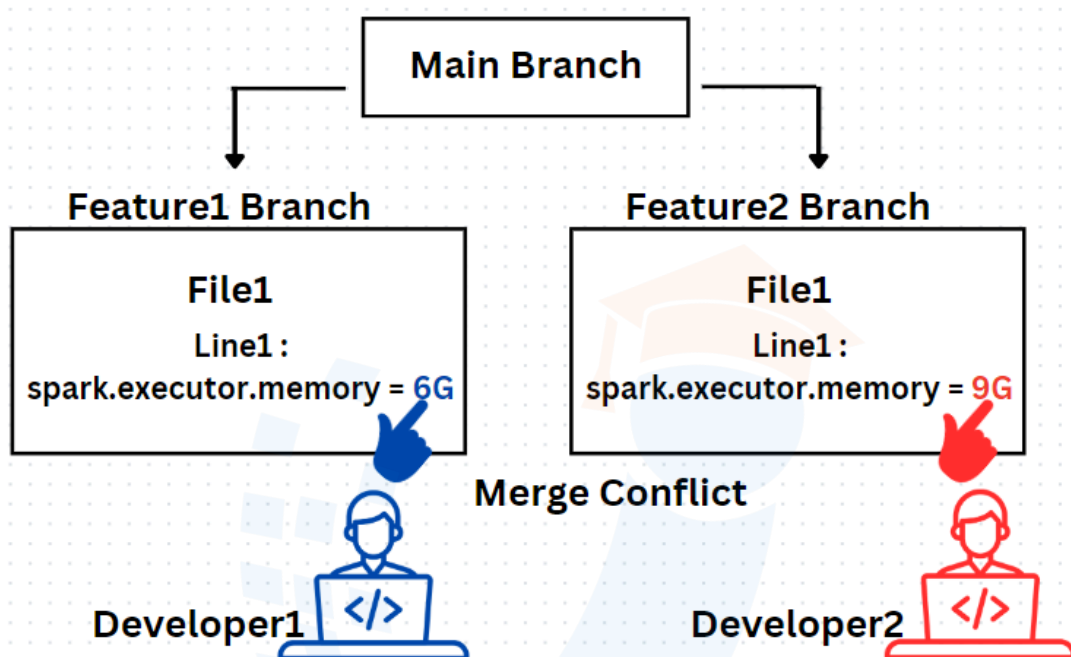 Main Branch
Feature1 Branch
File1
Line1 :
spark.executor.memory = 6G
Feature2 Branch
File1
Line1 :
spark.executor.memory = 9G
Merge Conflict
Developer1
</>
Developer2
</>